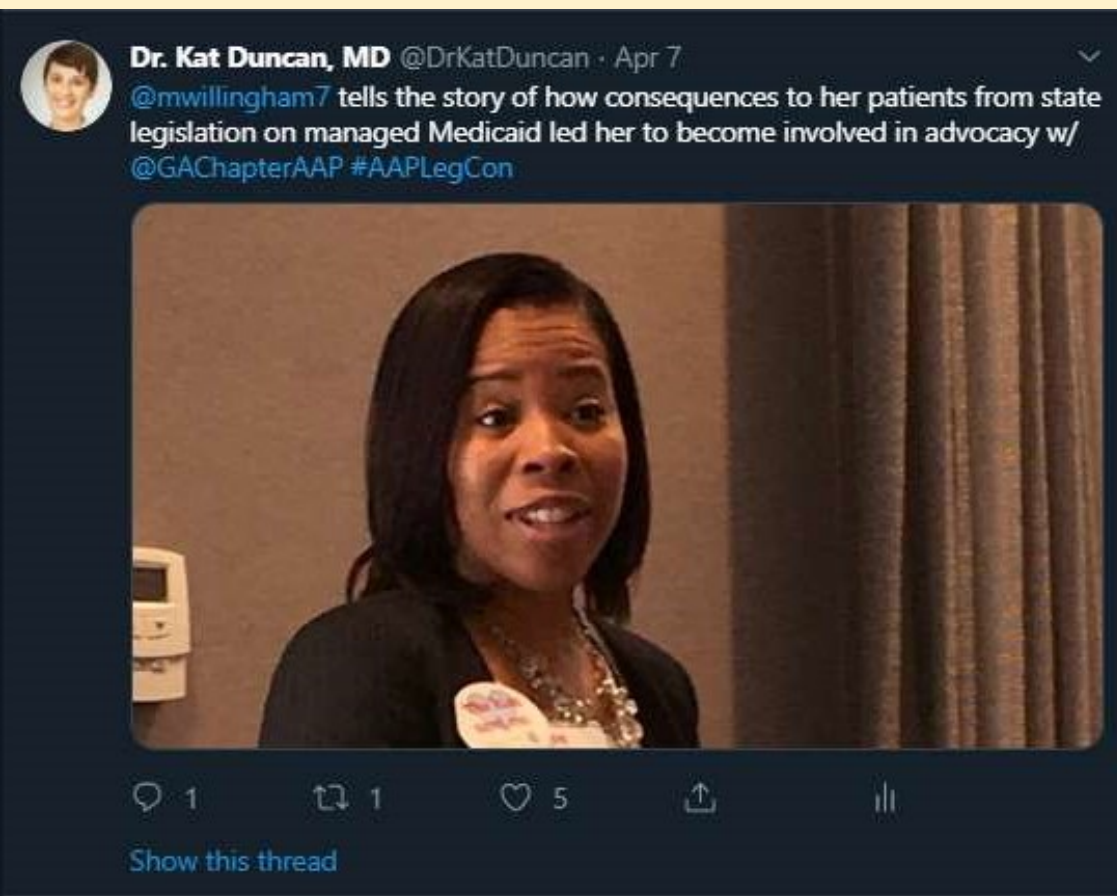 Dr. Kat Duncan, MD @DrKatDuncan · Apr 7
@mwillingham7 tells the story of how consequences to her patients from state
legislation on managed Medicaid led her to become involved in advocacy w/
@GAChapterAAP #AAPLegCon
1 1 5
Show this thread